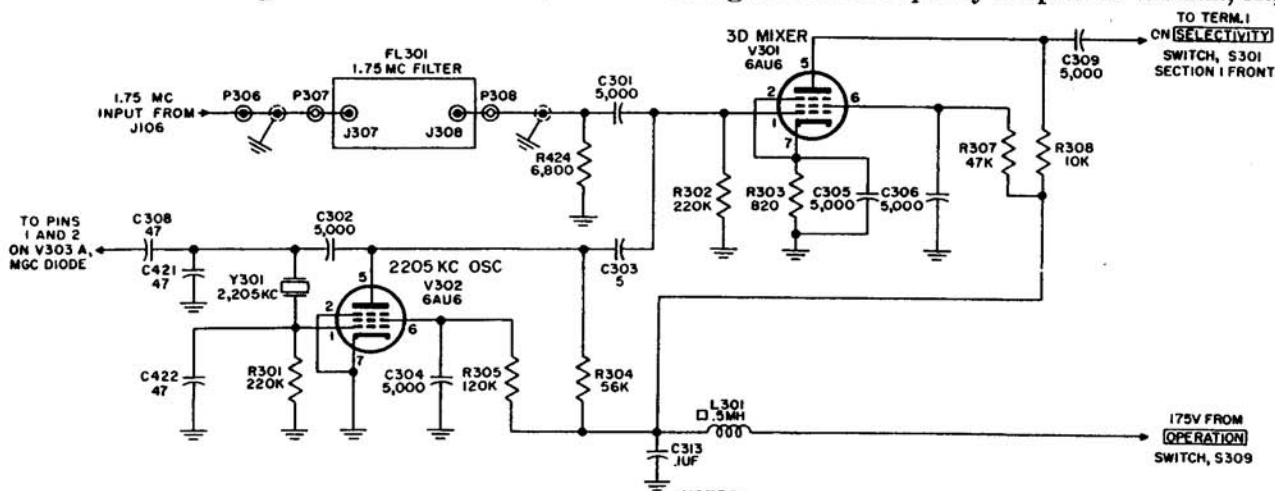 3D MIXER
V301
6AU6
TO TERM.1
ON SELECTIVITY
SWITCH, S301
SECTION 1 FRONT
C309
5,000
FL301
1.75 MC FILTER
1.75 MC
INPUT FROM
J106
P306
P307
J307
J308
P308
C301
5,000
R424
6,800
5
2
1
6
7
R302
220K
R303
820
C305
5,000
C306
5,000
R307
47K
R308
10K
TO PINS
1 AND 2
ON V303 A,
MGC DIODE
C308
47
C421
47
C302
5,000
Y301
2,205KC
2205 KC OSC
V302
6AU6
5
2
1
6
7
C303
5
C422
47
R301
220K
C304
5,000
R305
120K
R304
56K
L301
.5MH
C313
.1UF
175V FROM
OPERATION
SWITCH, S309